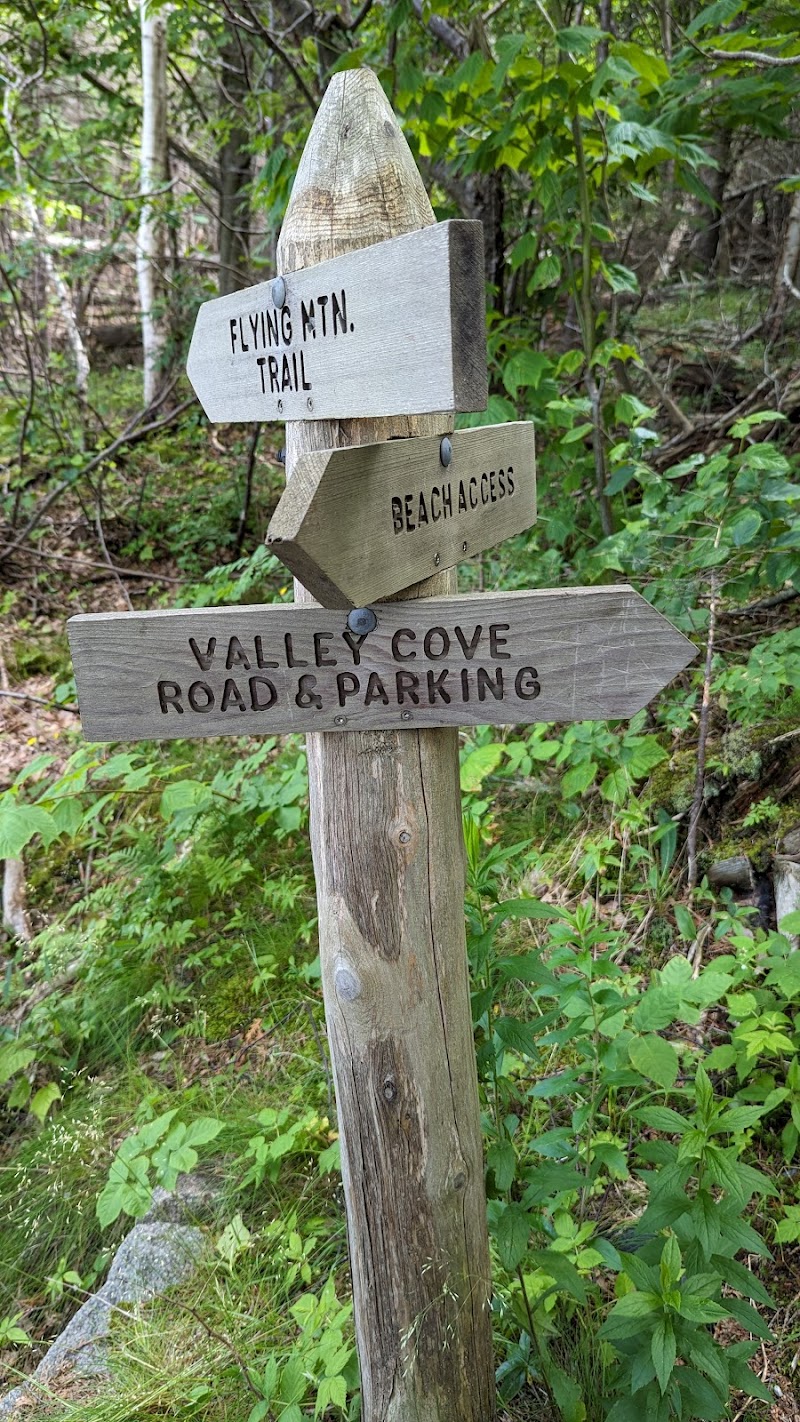 FLYING MTN.
TRAIL
BEACH ACCESS
VALLEY COVE
ROAD & PARKING